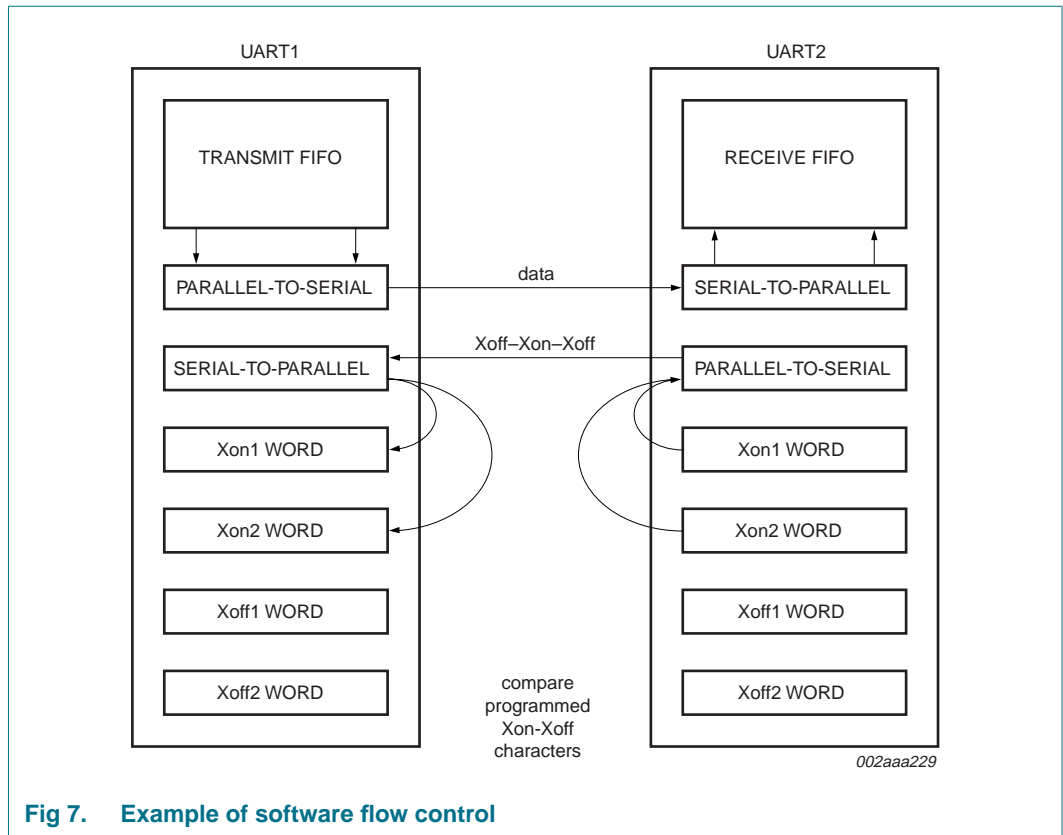 UART1
UART2
TRANSMIT FIFO
RECEIVE FIFO
PARALLEL-TO-SERIAL
data
SERIAL-TO-PARALLEL
SERIAL-TO-PARALLEL
Xoff–Xon–Xoff
PARALLEL-TO-SERIAL
Xon1 WORD
Xon1 WORD
Xon2 WORD
Xon2 WORD
Xoff1 WORD
Xoff1 WORD
Xoff2 WORD
Xoff2 WORD
compare
programmed
Xon-Xoff
characters
002aaa229
Fig 7. Example of software flow control